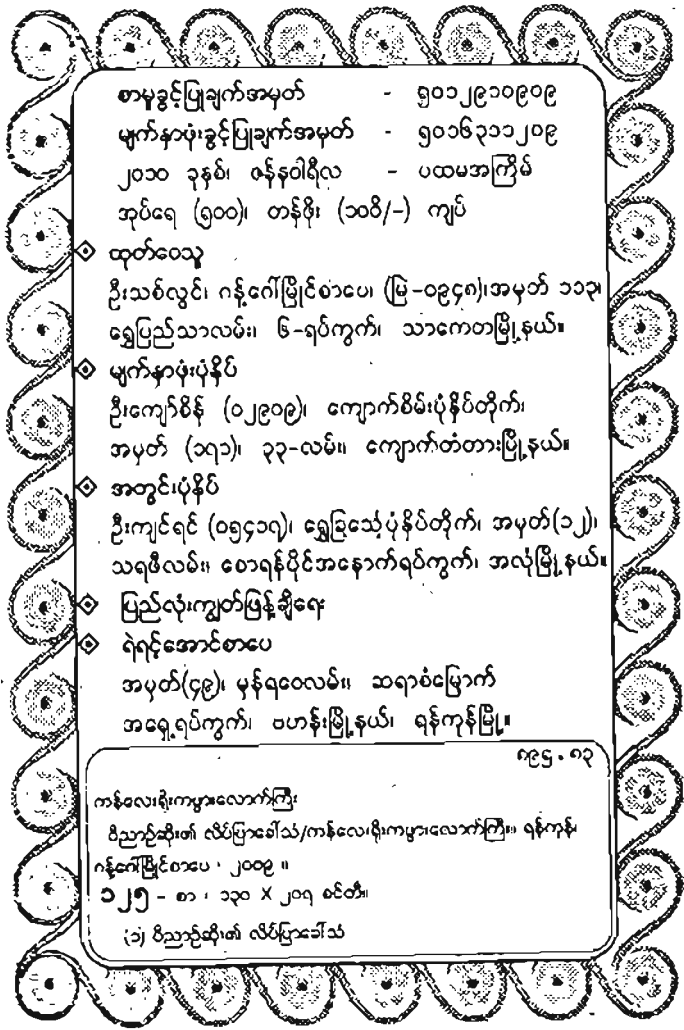 စာမူခွင့်ပြုချက်အမှတ် - ၅၀၁၂၉၁၀၉၀၉
မျက်နှာဖုံးခွင့်ပြုချက်အမှတ် - ၅၀၁၆၃၁၁၂၀၉
၂၀၁၀ ခုနှစ်၊ ဇန်နဝါရီလ - ပထမအကြိမ်
အုပ်ရေ (၅၀၀)၊ တန်ဖိုး (၁၀ဝိ/-) ကျပ်
ထုတ်ဝေသူ
ဦးသစ်လွင်၊ ဂန့်ဂေါ်မြိုင်စာပေ၊ (မြဲ-၀၉၄၈)၊အမှတ် ၁၁၃၊
ရွှေပြည်သာလမ်း၊ ၆-ရပ်ကွက်၊ သာကေတမြို့နယ်။
မျက်နှာဖုံးပုံနှိပ်
ဦးကျော်စိန် (၀၂၉၀၉)၊ ကျောက်စိမ်းပုံနှိပ်တိုက်၊
အမှတ် (၁၇၁)၊ ၃၃-လမ်း။ ကျောက်တံတားမြို့နယ်။
အတွင်းပုံနှိပ်
ဦးကျင်ရင် (၀၅၄၁၇)၊ ရွှေခြင်္သေ့ပုံနှိပ်တိုက်၊ အမှတ်(၁၂)၊
သရဖီလမ်း၊ စောရန်ပိုင်အနောက်ရပ်ကွက်၊ အလုံမြို့နယ်။
ပြည်လုံးကျွတ်ဖြန့်ချိရေး
ရဲရင့်အောင်စာပေ
အမှတ်(၄၉)၊ မှန်ရဝေလမ်း၊ ဆရာစံမြောက်
အရှေ့ရပ်ကွက်၊ ဗဟန်းမြို့နယ်၊ ရန်ကုန်မြို့။
၈၉၄.၈၃
ကန်လေးရိုးကမ္ဘားလောက်ကြီး
ဝိညာဉ်ဆိုး၏ လိပ်ပြာခေါ်သံ/ကန်လေးရိုးကမ္ဘားလောက်ကြီး။ ရန်ကုန်၊
ဂန့်ဂေါ်မြိုင်စာပေ ၊ ၂၀၀၉ ။
၁၂၅ - စာ ၊ ၁၃၀ X ၂၀၇ စင်တီ။
(၁) ဝိညာဉ်ဆိုး၏ လိပ်ပြာခေါ်သံ